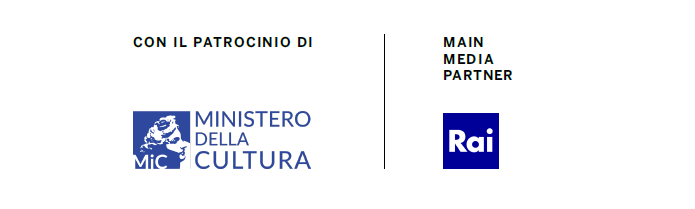 CON IL PATROCINIO DI
MiC
MINISTERO
DELLA
CULTURA
MAIN
MEDIA
PARTNER
Rai